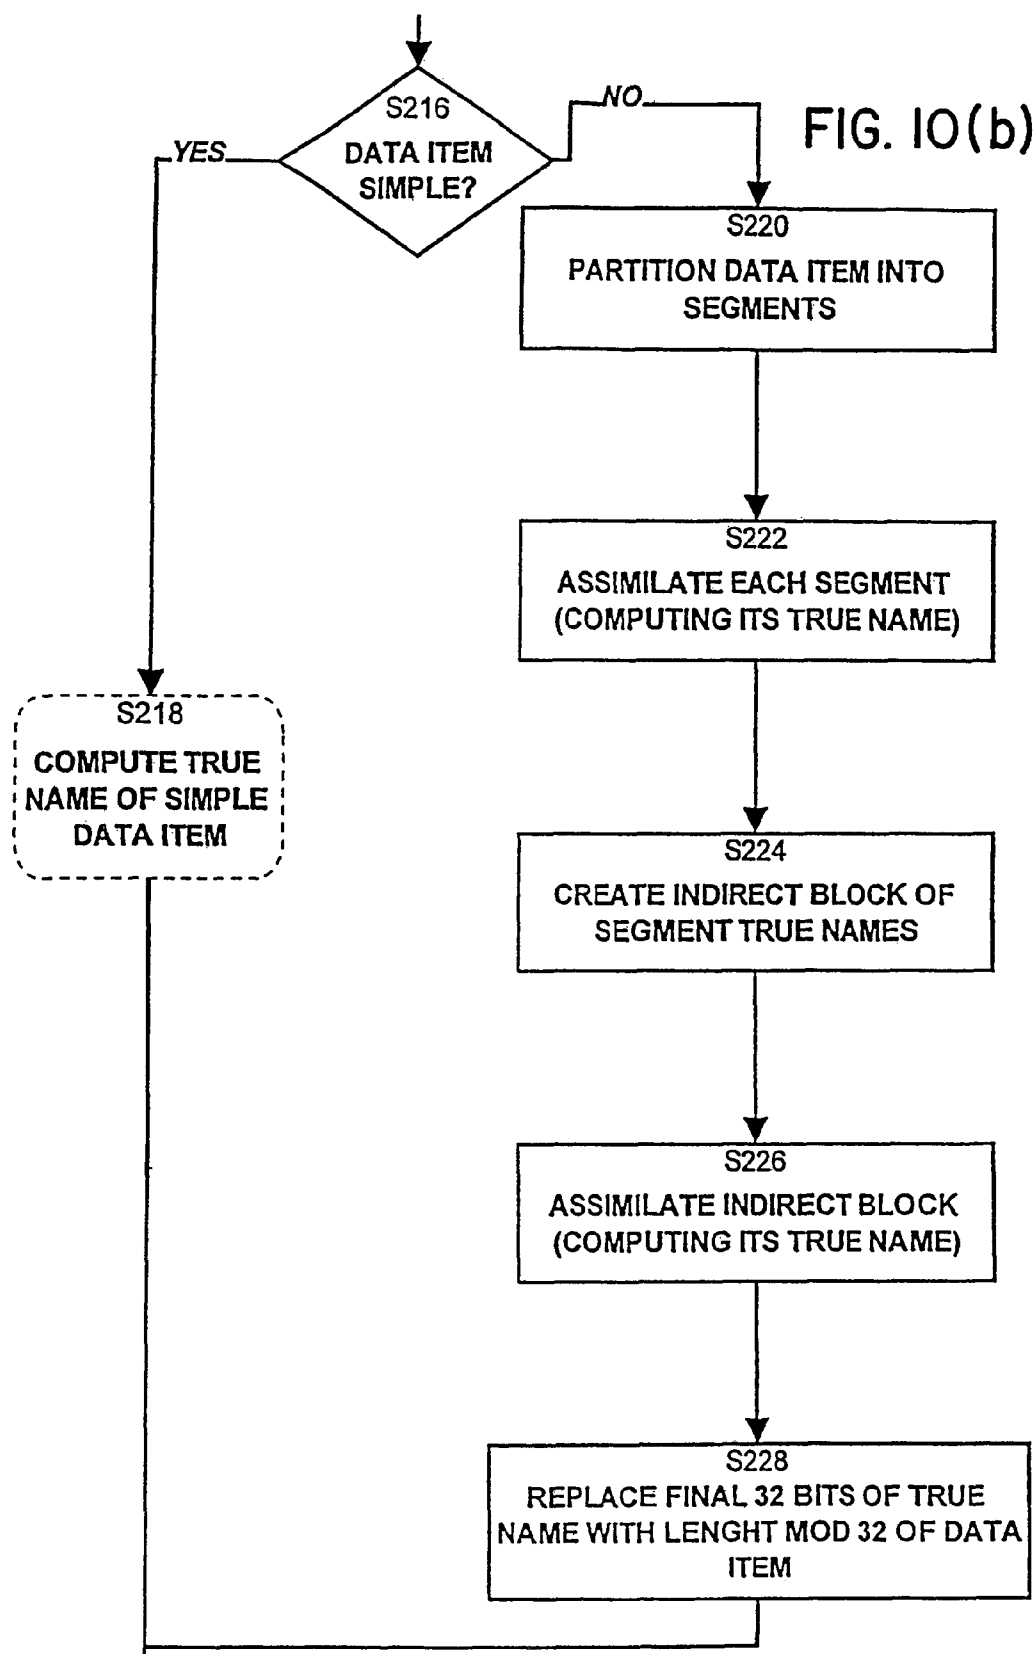 FIG. 10(b)
S216
DATA ITEM
SIMPLE?
YES
NO
S220
PARTITION DATA ITEM INTO
SEGMENTS
S222
ASSIMILATE EACH SEGMENT
(COMPUTING ITS TRUE NAME)
S218
COMPUTE TRUE
NAME OF SIMPLE
DATA ITEM
S224
CREATE INDIRECT BLOCK OF
SEGMENT TRUE NAMES
S226
ASSIMILATE INDIRECT BLOCK
(COMPUTING ITS TRUE NAME)
S228
REPLACE FINAL 32 BITS OF TRUE
NAME WITH LENGHT MOD 32 OF DATA
ITEM